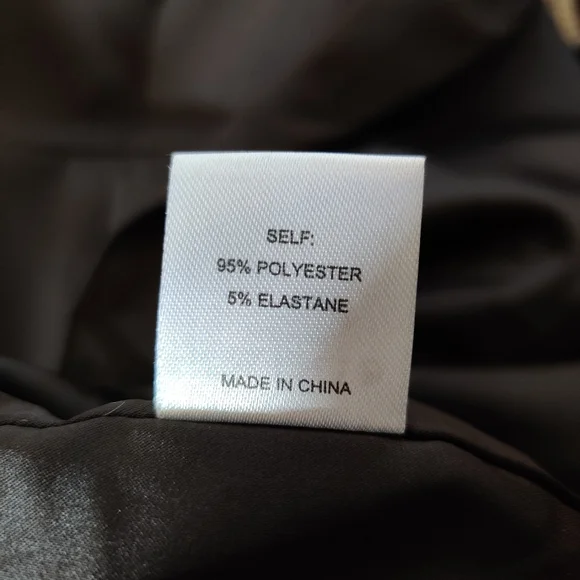 SELF:
95% POLYESTER
5% ELASTANE
MADE IN CHINA